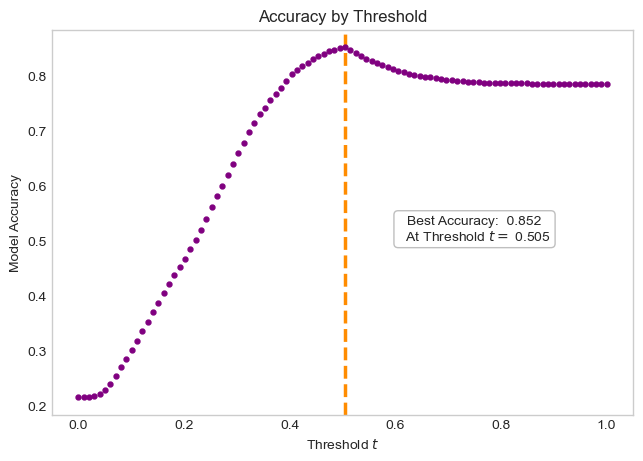 Accuracy by Threshold
Model Accuracy
0.8
0.7
0.6
0.5
0.4
0.3
0.2
Best Accuracy: 0.852
At Threshold t = 0.505
0.0 0.2 0.4 0.6 0.8 1.0
Threshold t